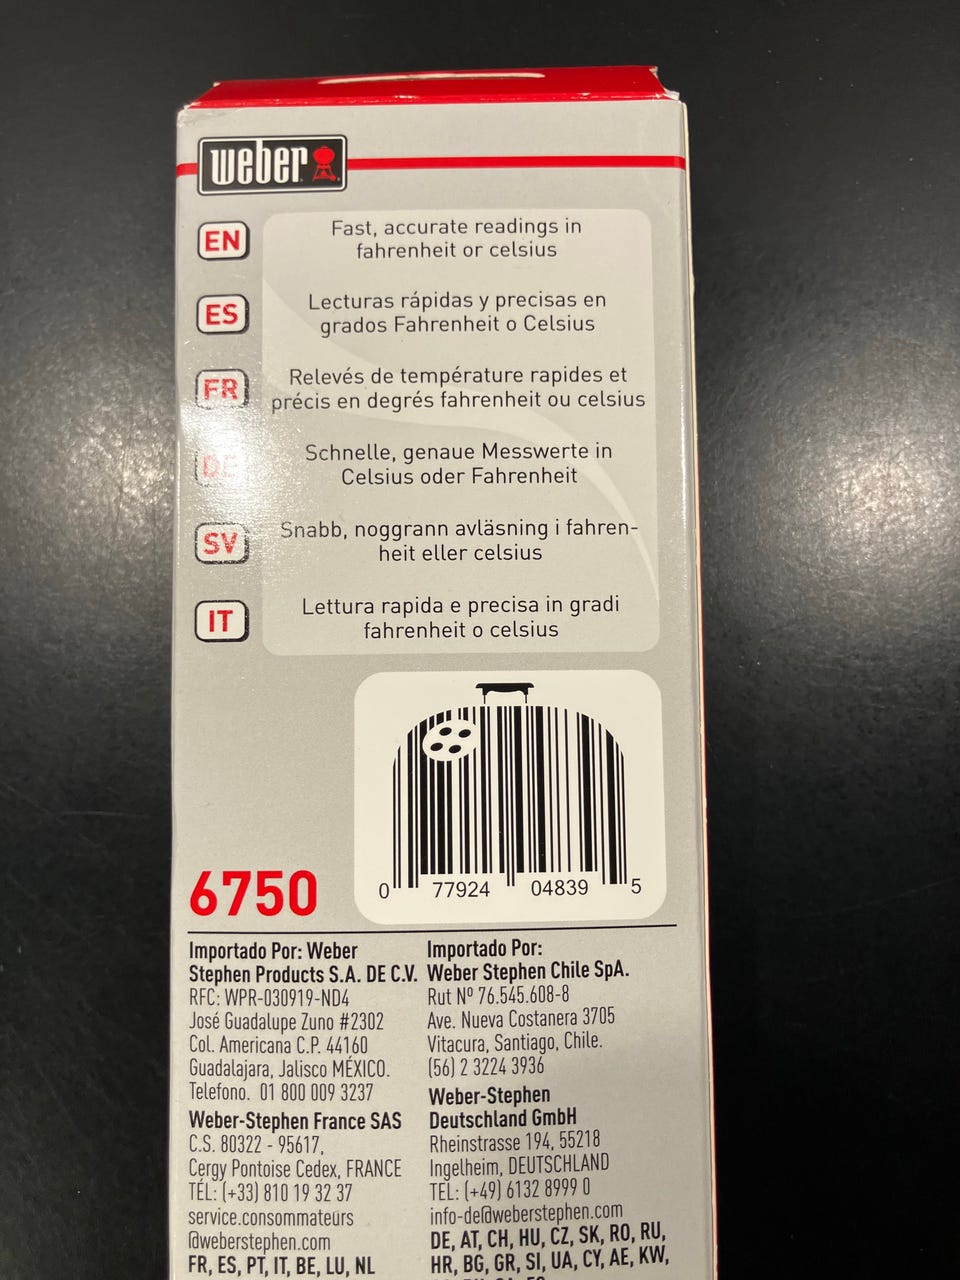 weber
EN
Fast, accurate readings in
fahrenheit or celsius
ES
Lecturas rápidas y precisas en
grados Fahrenheit o Celsius
FR
Relevés de température rapides et
précis en degrés fahrenheit ou celsius
DE
Schnelle, genaue Messwerte in
Celsius oder Fahrenheit
SV
Snabb, noggrann avläsning i fahren-
heit eller celsius
IT
Lettura rapida e precisa in gradi
fahrenheit o celsius
0 77924 04839 5
6750
Importado Por: Weber
Stephen Products S.A. DE C.V.
RFC: WPR-030919-ND4
José Guadalupe Zuno #2302
Col. Americana C.P. 44160
Guadalajara, Jalisco MÉXICO.
Telefono. 01 800 009 3237
Weber-Stephen France SAS
C.S. 80322 - 95617,
Cergy Pontoise Cedex, FRANCE
TÉL: (+33) 810 19 32 37
service.consommateurs
@weberstephen.com
FR, ES, PT, IT, BE, LU, NL
Importado Por:
Weber Stephen Chile SpA.
Rut Nº 76.545.608-8
Ave. Nueva Costanera 3705
Vitacura, Santiago, Chile.
(56) 2 3224 3936
Weber-Stephen
Deutschland GmbH
Rheinstrasse 194, 55218
Ingelheim, DEUTSCHLAND
TEL: (+49) 6132 8999 0
info-de@weberstephen.com
DE, AT, CH, HU, CZ, SK, RO, RU,
HR, BG, GR, SI, UA, CY, AE, KW,